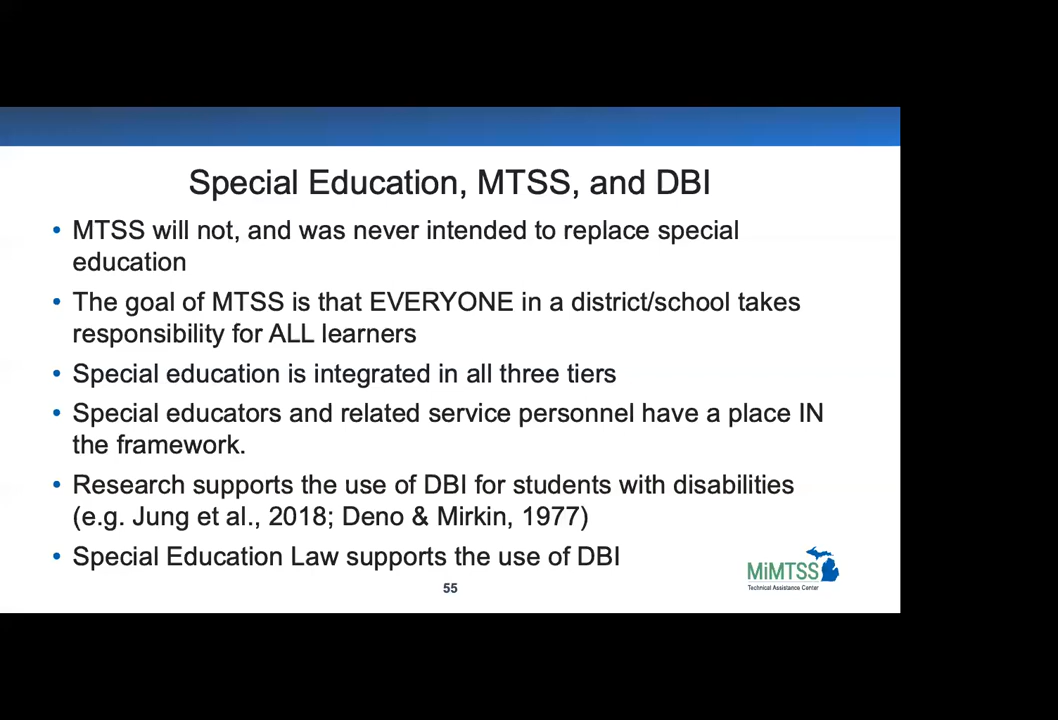 Special Education, MTSS, and DBI
• MTSS will not, and was never intended to replace special
education
• The goal of MTSS is that EVERYONE in a district/school takes
responsibility for ALL learners
• Special education is integrated in all three tiers
• Special educators and related service personnel have a place IN
the framework.
• Research supports the use of DBI for students with disabilities
(e.g. Jung et al., 2018; Deno & Mirkin, 1977)
• Special Education Law supports the use of DBI
55
MiMTSS
Technical Assistance Center